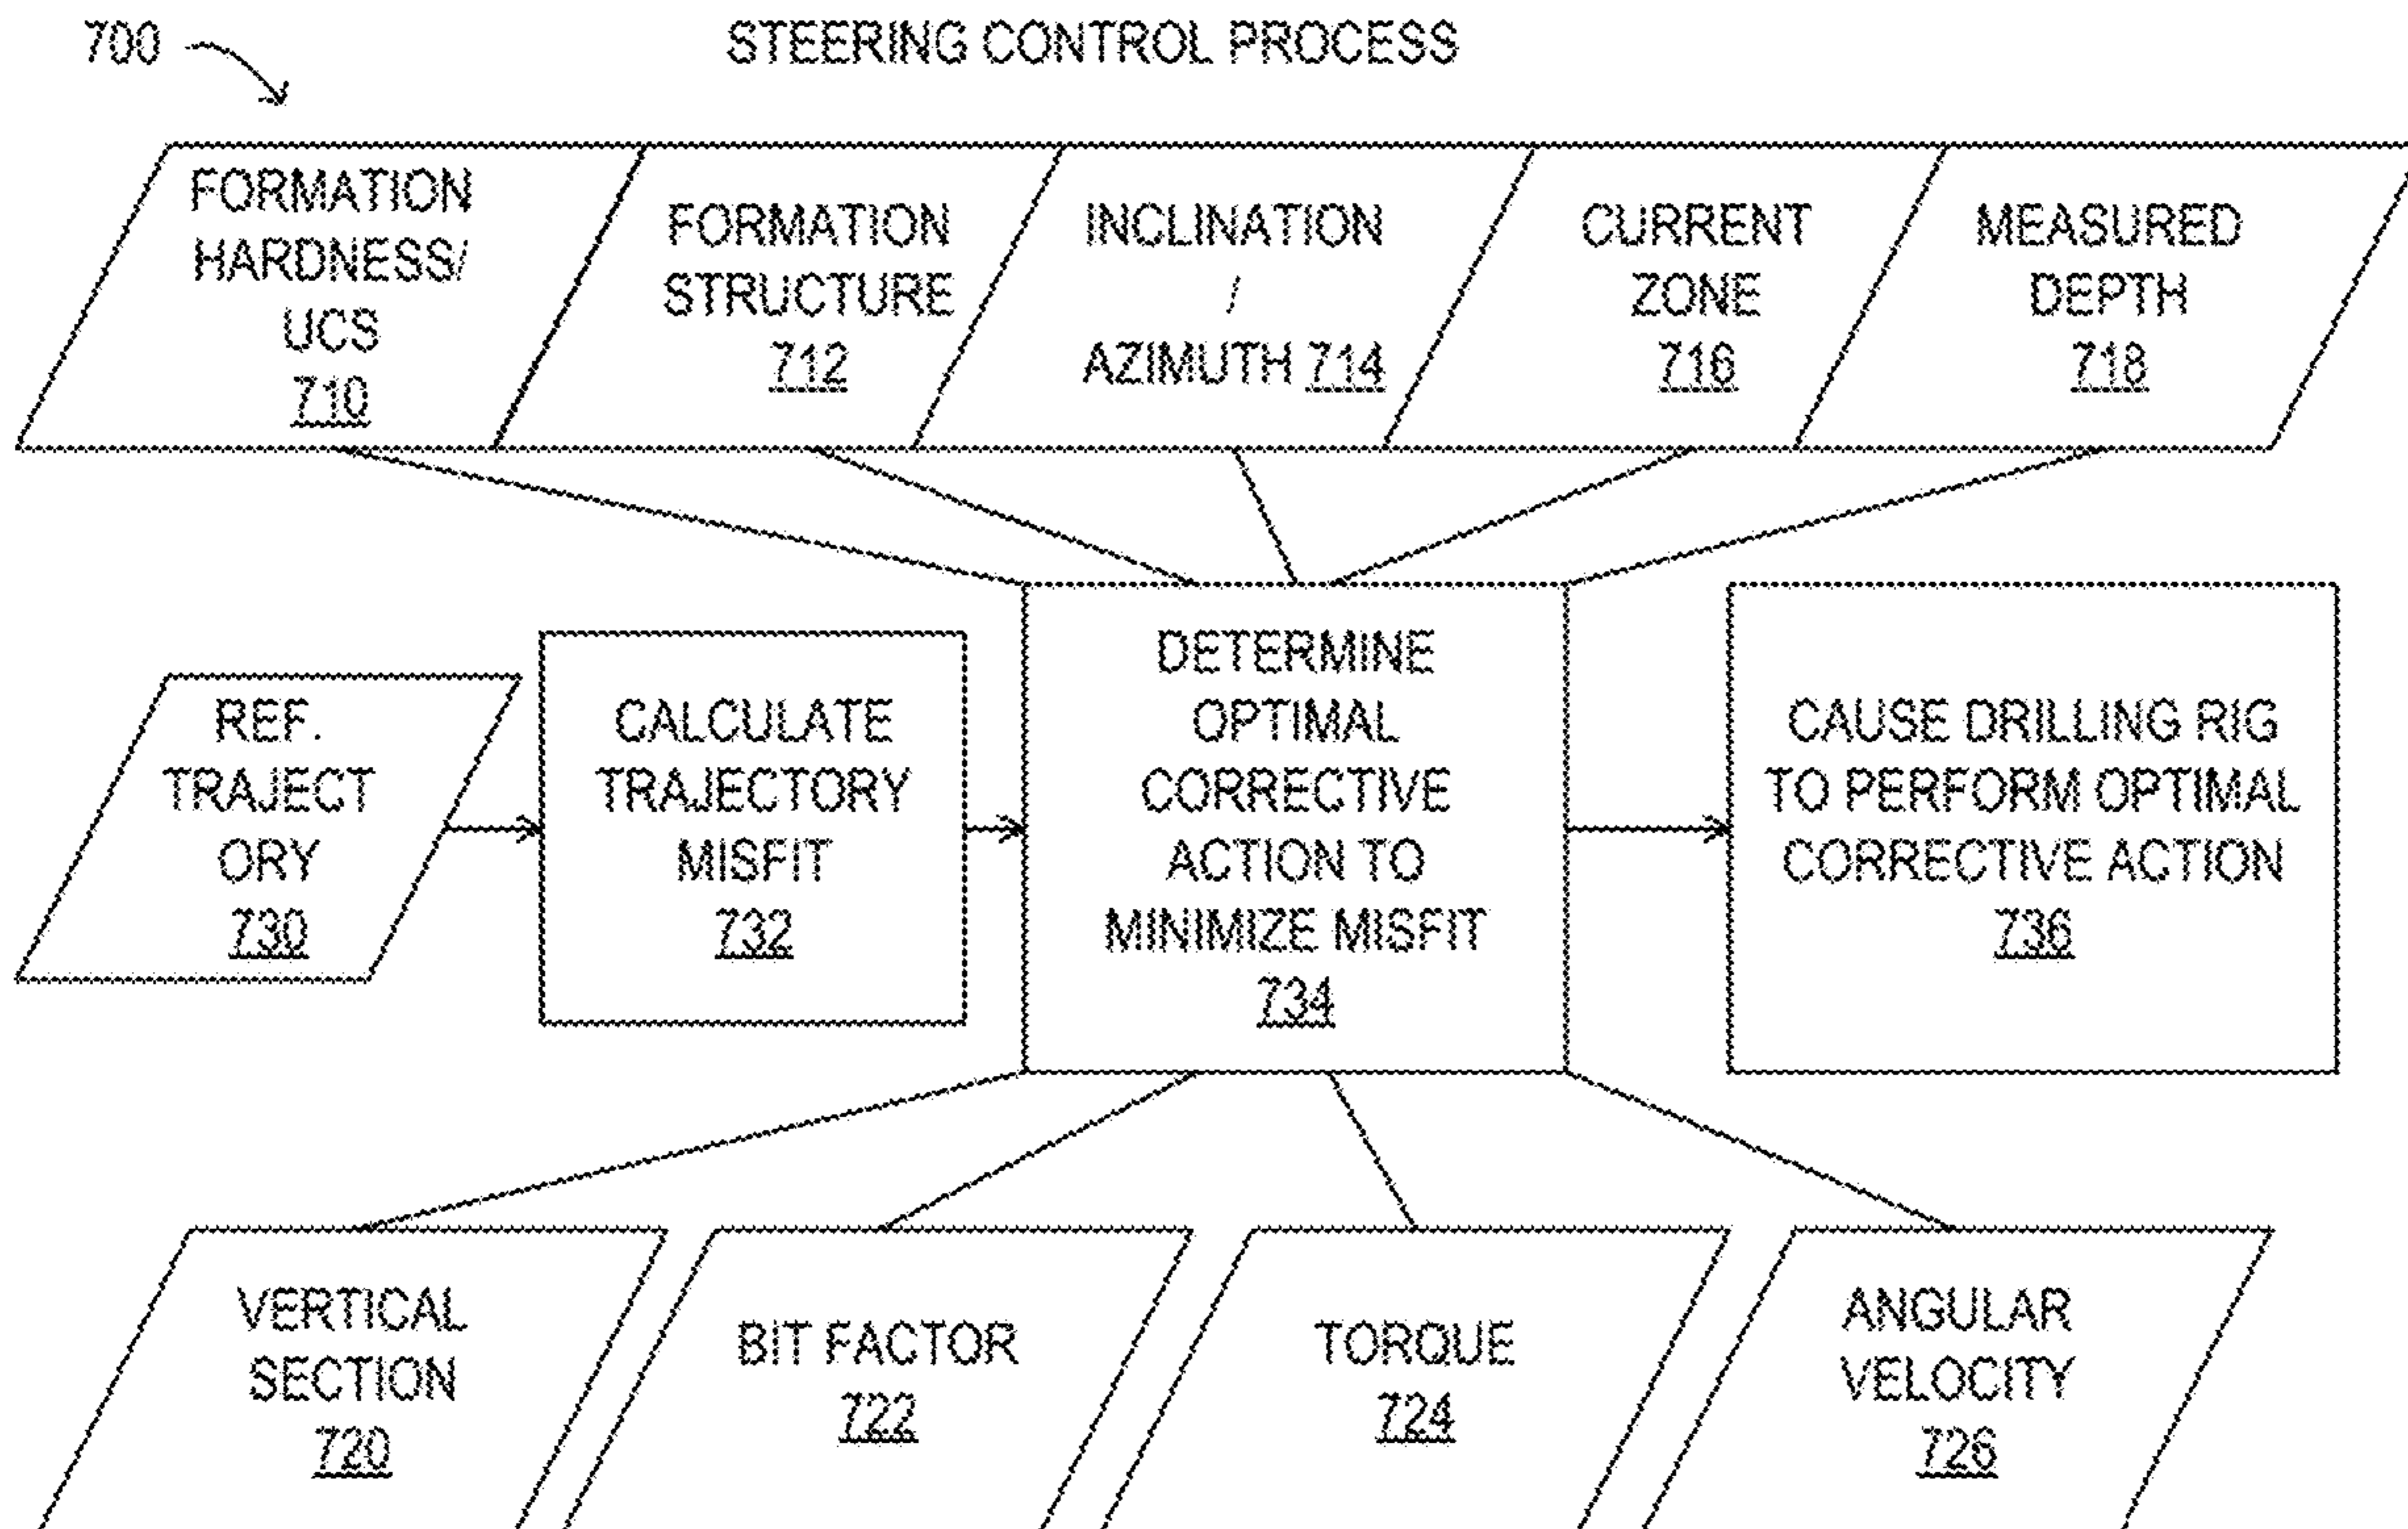 700
STEERING CONTROL PROCESS
FORMATION
HARDNESS/
UCS
710
FORMATION
STRUCTURE
712
INCLINATION
/
AZIMUTH 714
CURRENT
ZONE
716
MEASURED
DEPTH
718
REF.
TRAJECT
ORY
730
CALCULATE
TRAJECTORY
MISFIT
732
DETERMINE
OPTIMAL
CORRECTIVE
ACTION TO
MINIMIZE MISFIT
734
CAUSE DRILLING RIG
TO PERFORM OPTIMAL
CORRECTIVE ACTION
736
VERTICAL
SECTION
720
BIT FACTOR
722
TORQUE
724
ANGULAR
VELOCITY
726